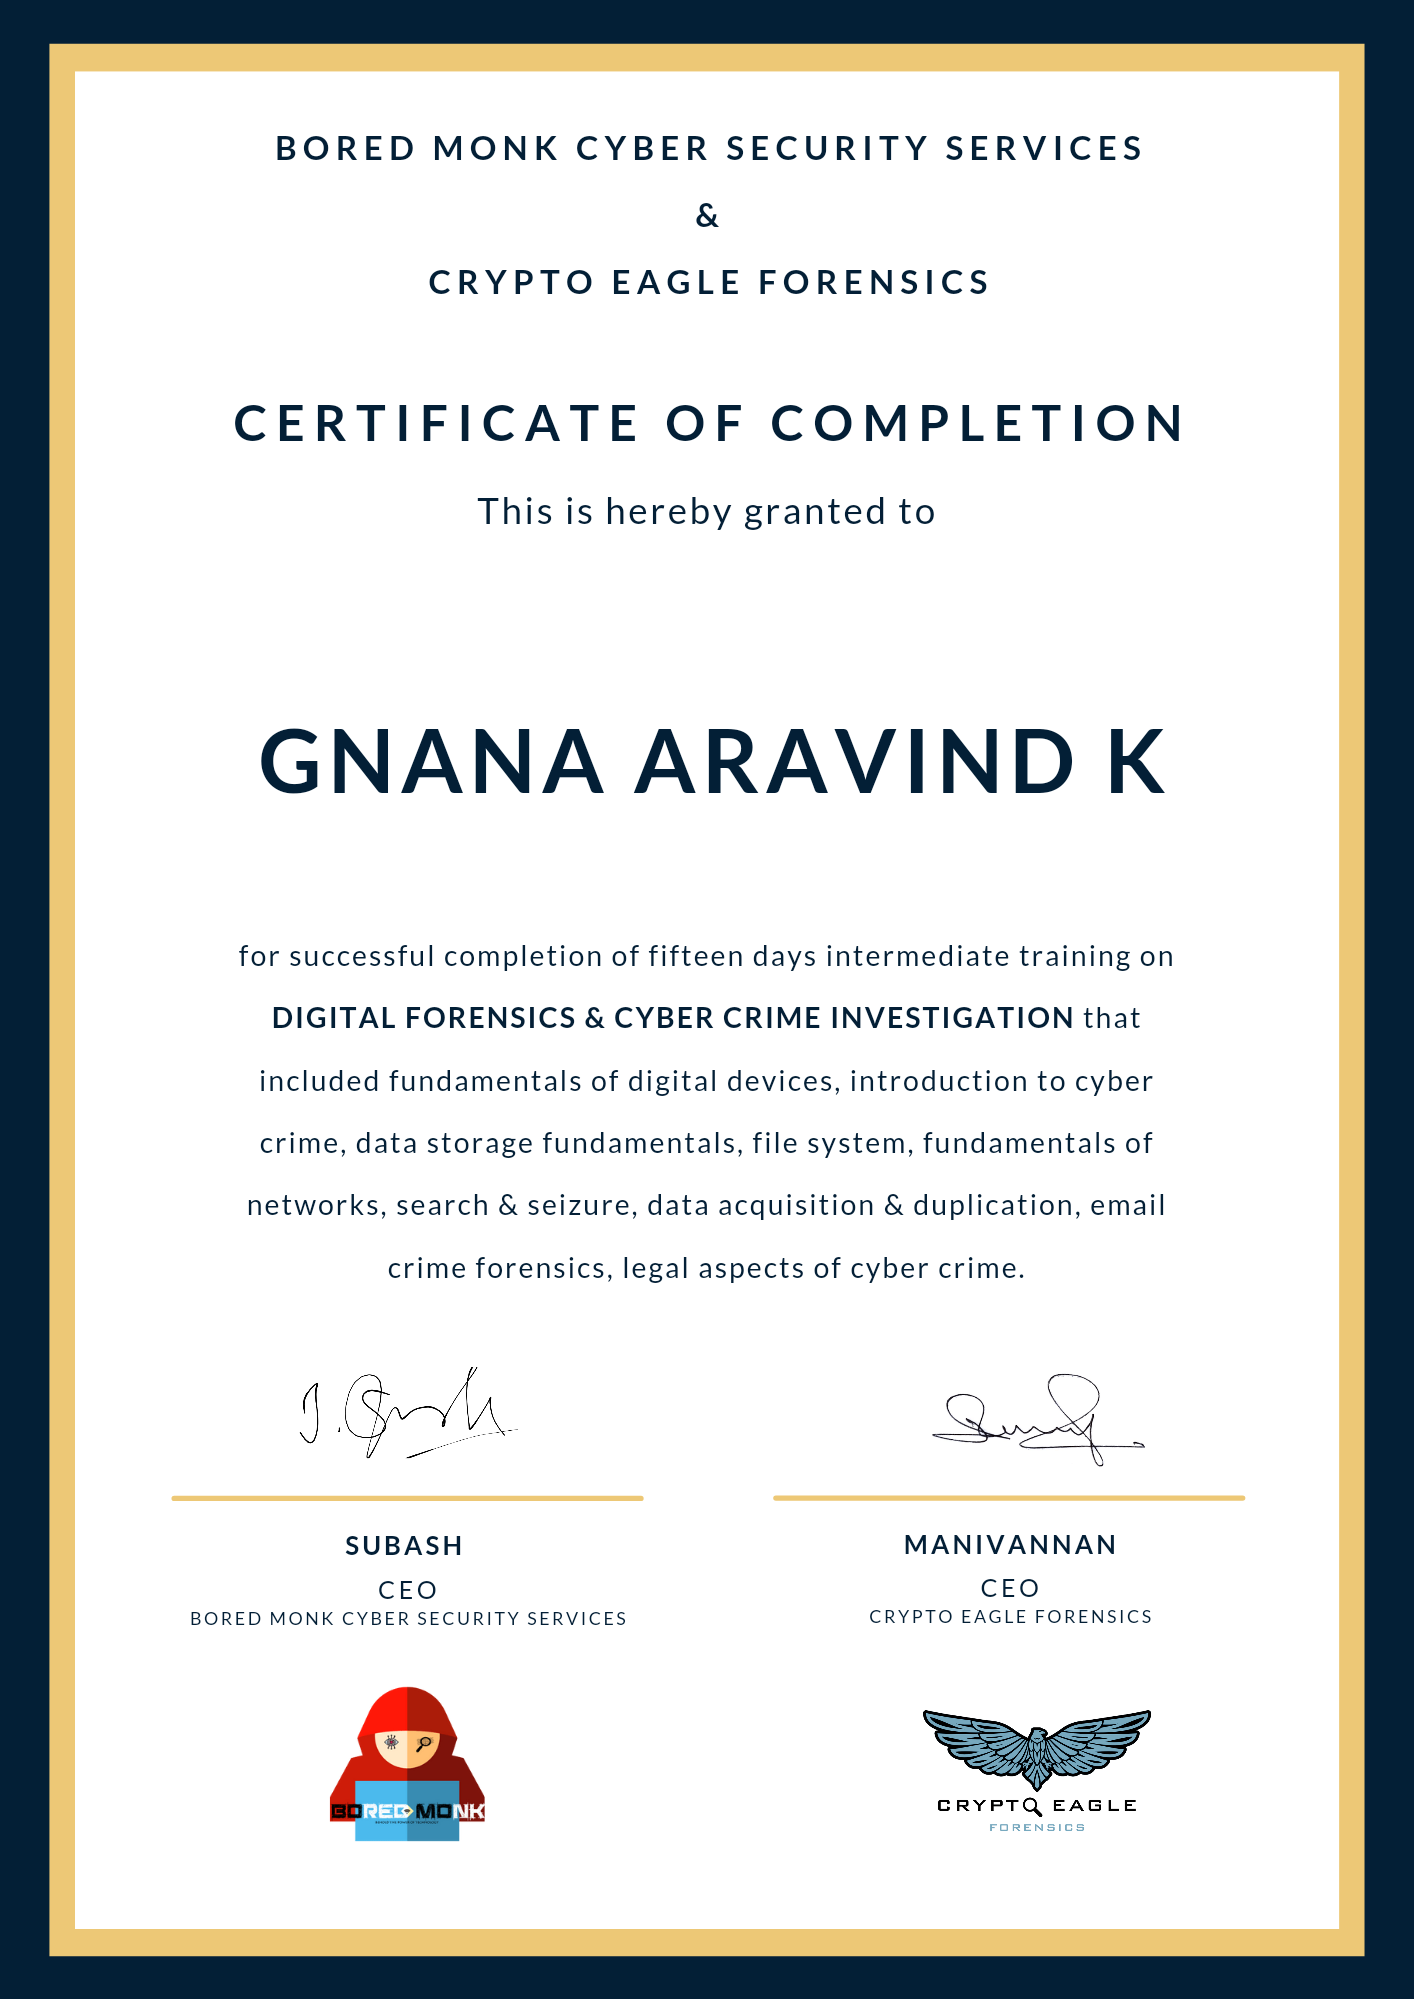 BORED MONK CYBER SECURITY SERVICES
&
CRYPTO EAGLE FORENSICS
CERTIFICATE OF COMPLETION
This is hereby granted to
GNANA ARAVIND K
for successful completion of fifteen days intermediate training on
DIGITAL FORENSICS & CYBER CRIME INVESTIGATION that
included fundamentals of digital devices, introduction to cyber
crime, data storage fundamentals, file system, fundamentals of
networks, search & seizure, data acquisition & duplication, email
crime forensics, legal aspects of cyber crime.
SUBASH
CEO
BORED MONK CYBER SECURITY SERVICES
MANIVANNAN
CEO
CRYPTO EAGLE FORENSICS
BORED MONK
CRYPTO EAGLE
FORENSICS